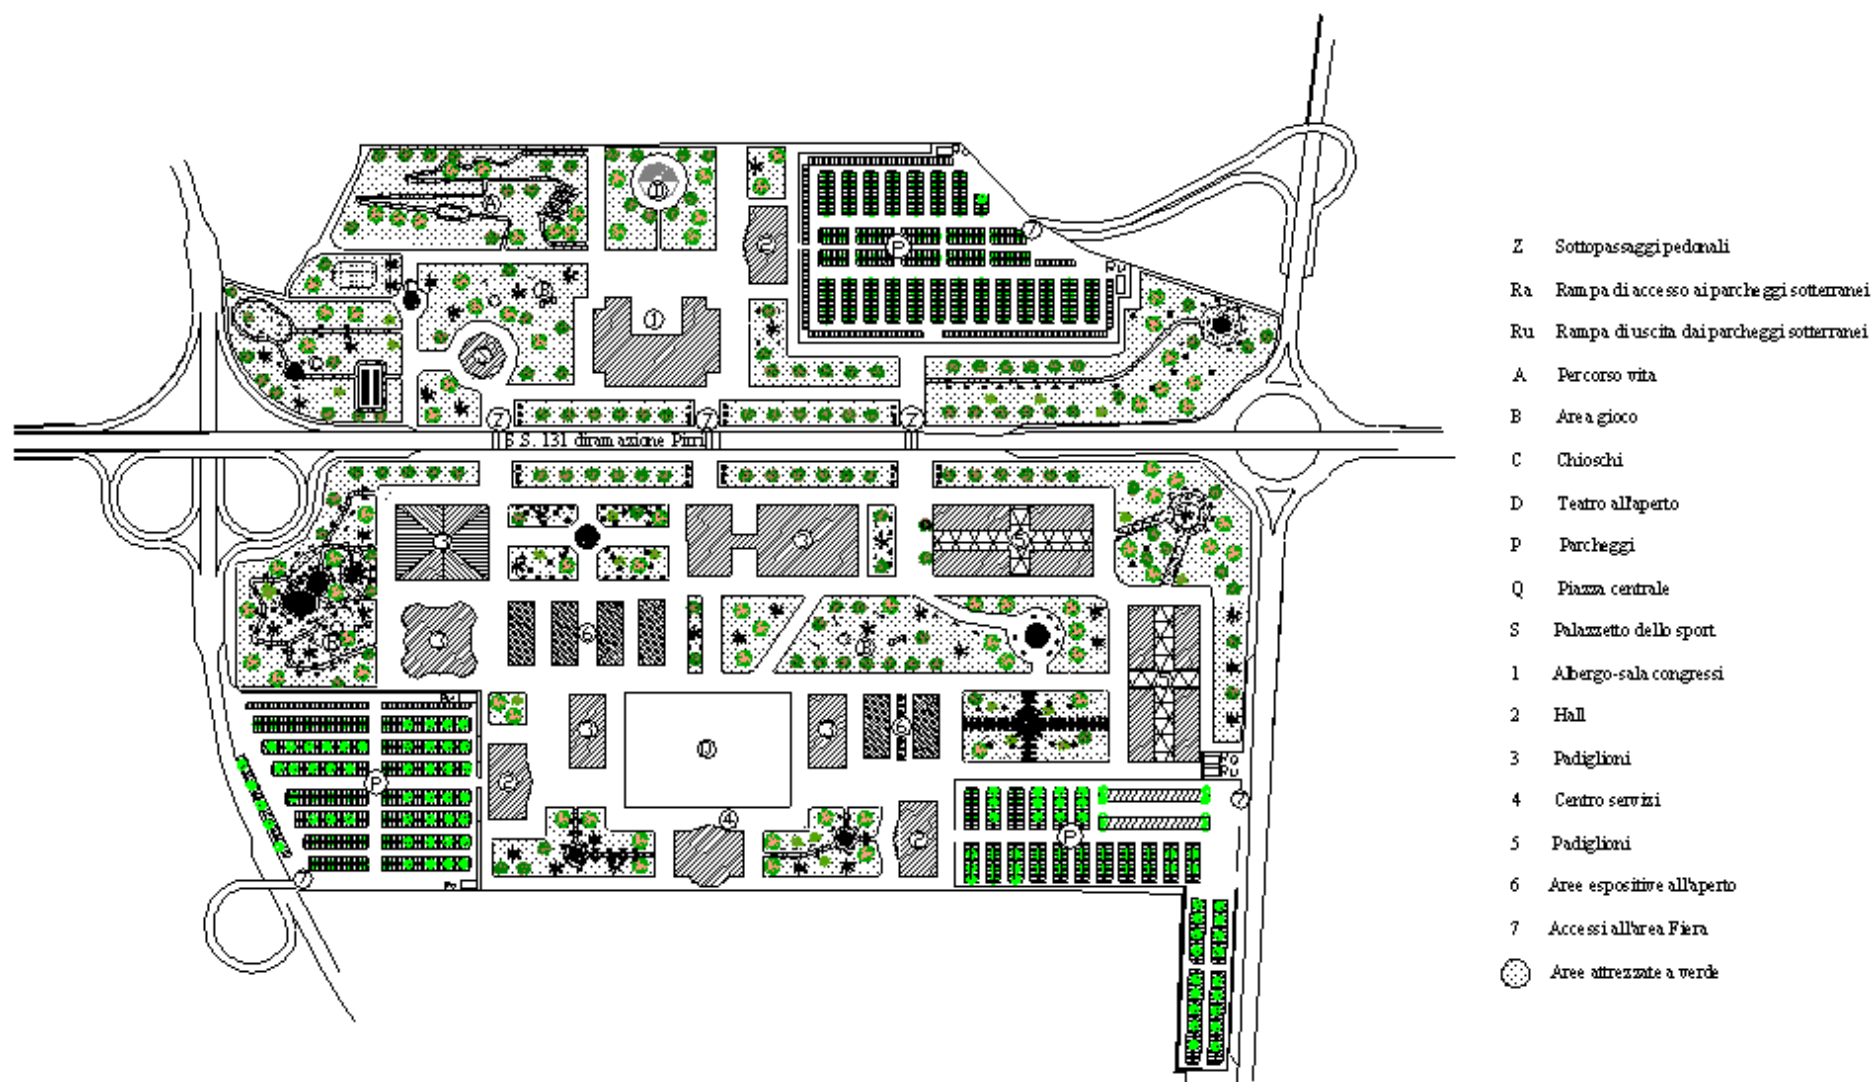 S.S. 131 diramazione Pirri
Z Sottopassaggi pedonali
Ra Rampa di accesso ai parcheggi sotterranei
Ru Rampa di uscita dai parcheggi sotterranei
A Percorso vita
B Area gioco
C Chioschi
D Teatro all'aperto
P Parcheggi
Q Piazza centrale
S Palazzetto dello sport
1 Albergo-sala congressi
2 Hall
3 Padiglioni
4 Centro servizi
5 Padiglioni
6 Aree espositive all'aperto
7 Accessi all'area Fiera
Aree attrezzate a verde